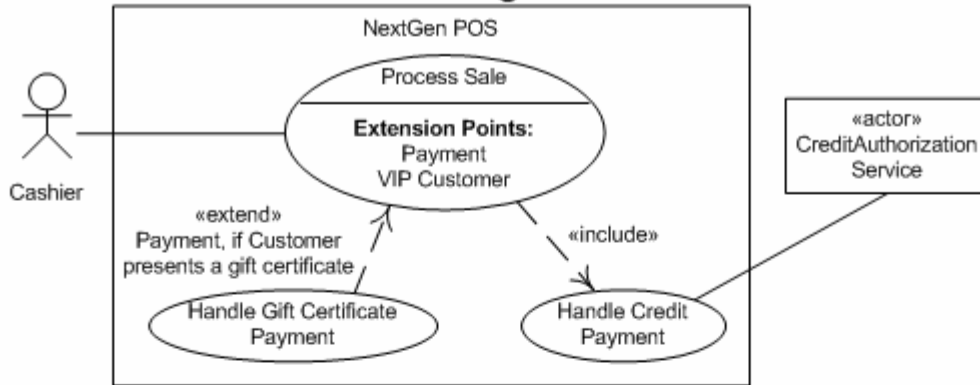 NextGen POS
Process Sale
Extension Points:
Payment
VIP Customer
Cashier
«actor»
CreditAuthorization
Service
«extend»
Payment, if Customer
presents a gift certificate
«include»
Handle Gift Certificate
Payment
Handle Credit
Payment